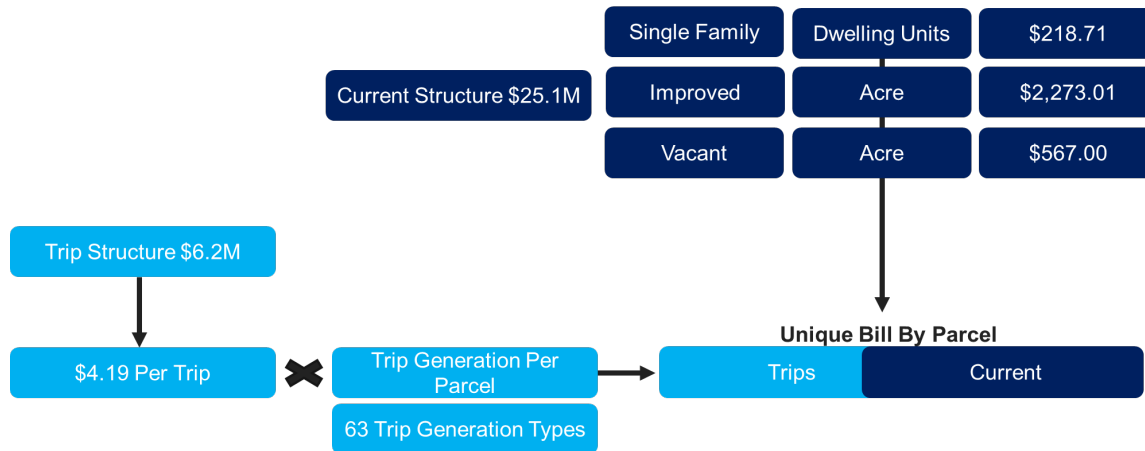 Single Family Dwelling Units $218.71
Current Structure $25.1M
Improved Acre $2,273.01
Vacant Acre $567.00
Trip Structure $6.2M
Unique Bill By Parcel
$4.19 Per Trip
Trip Generation Per
Parcel
Trips Current
63 Trip Generation Types